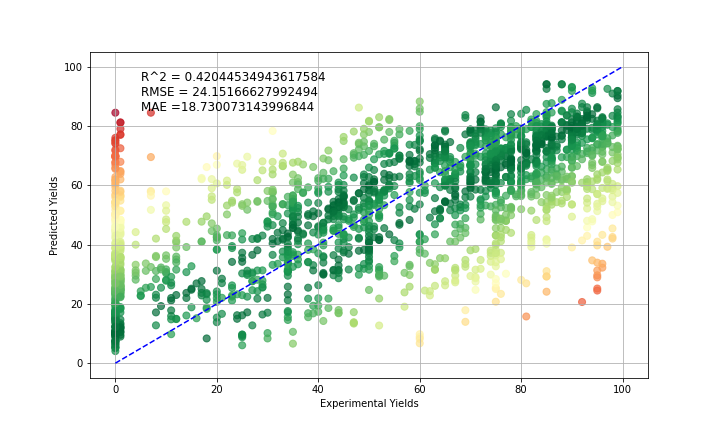 R^2 = 0.42044534943617584
RMSE = 24.15166627992494
MAE =18.730073143996844
100
80
60
40
20
0
Predicted Yields
0 20 40 60 80 100
Experimental Yields